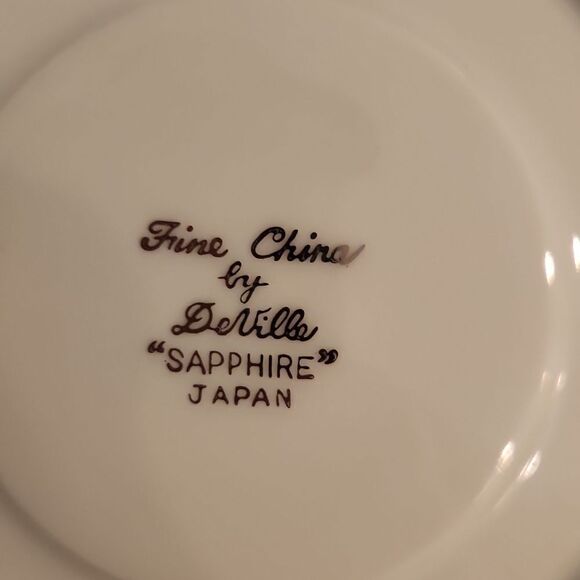 Fine China
by
DeVille
“SAPPHIRE”
JAPAN